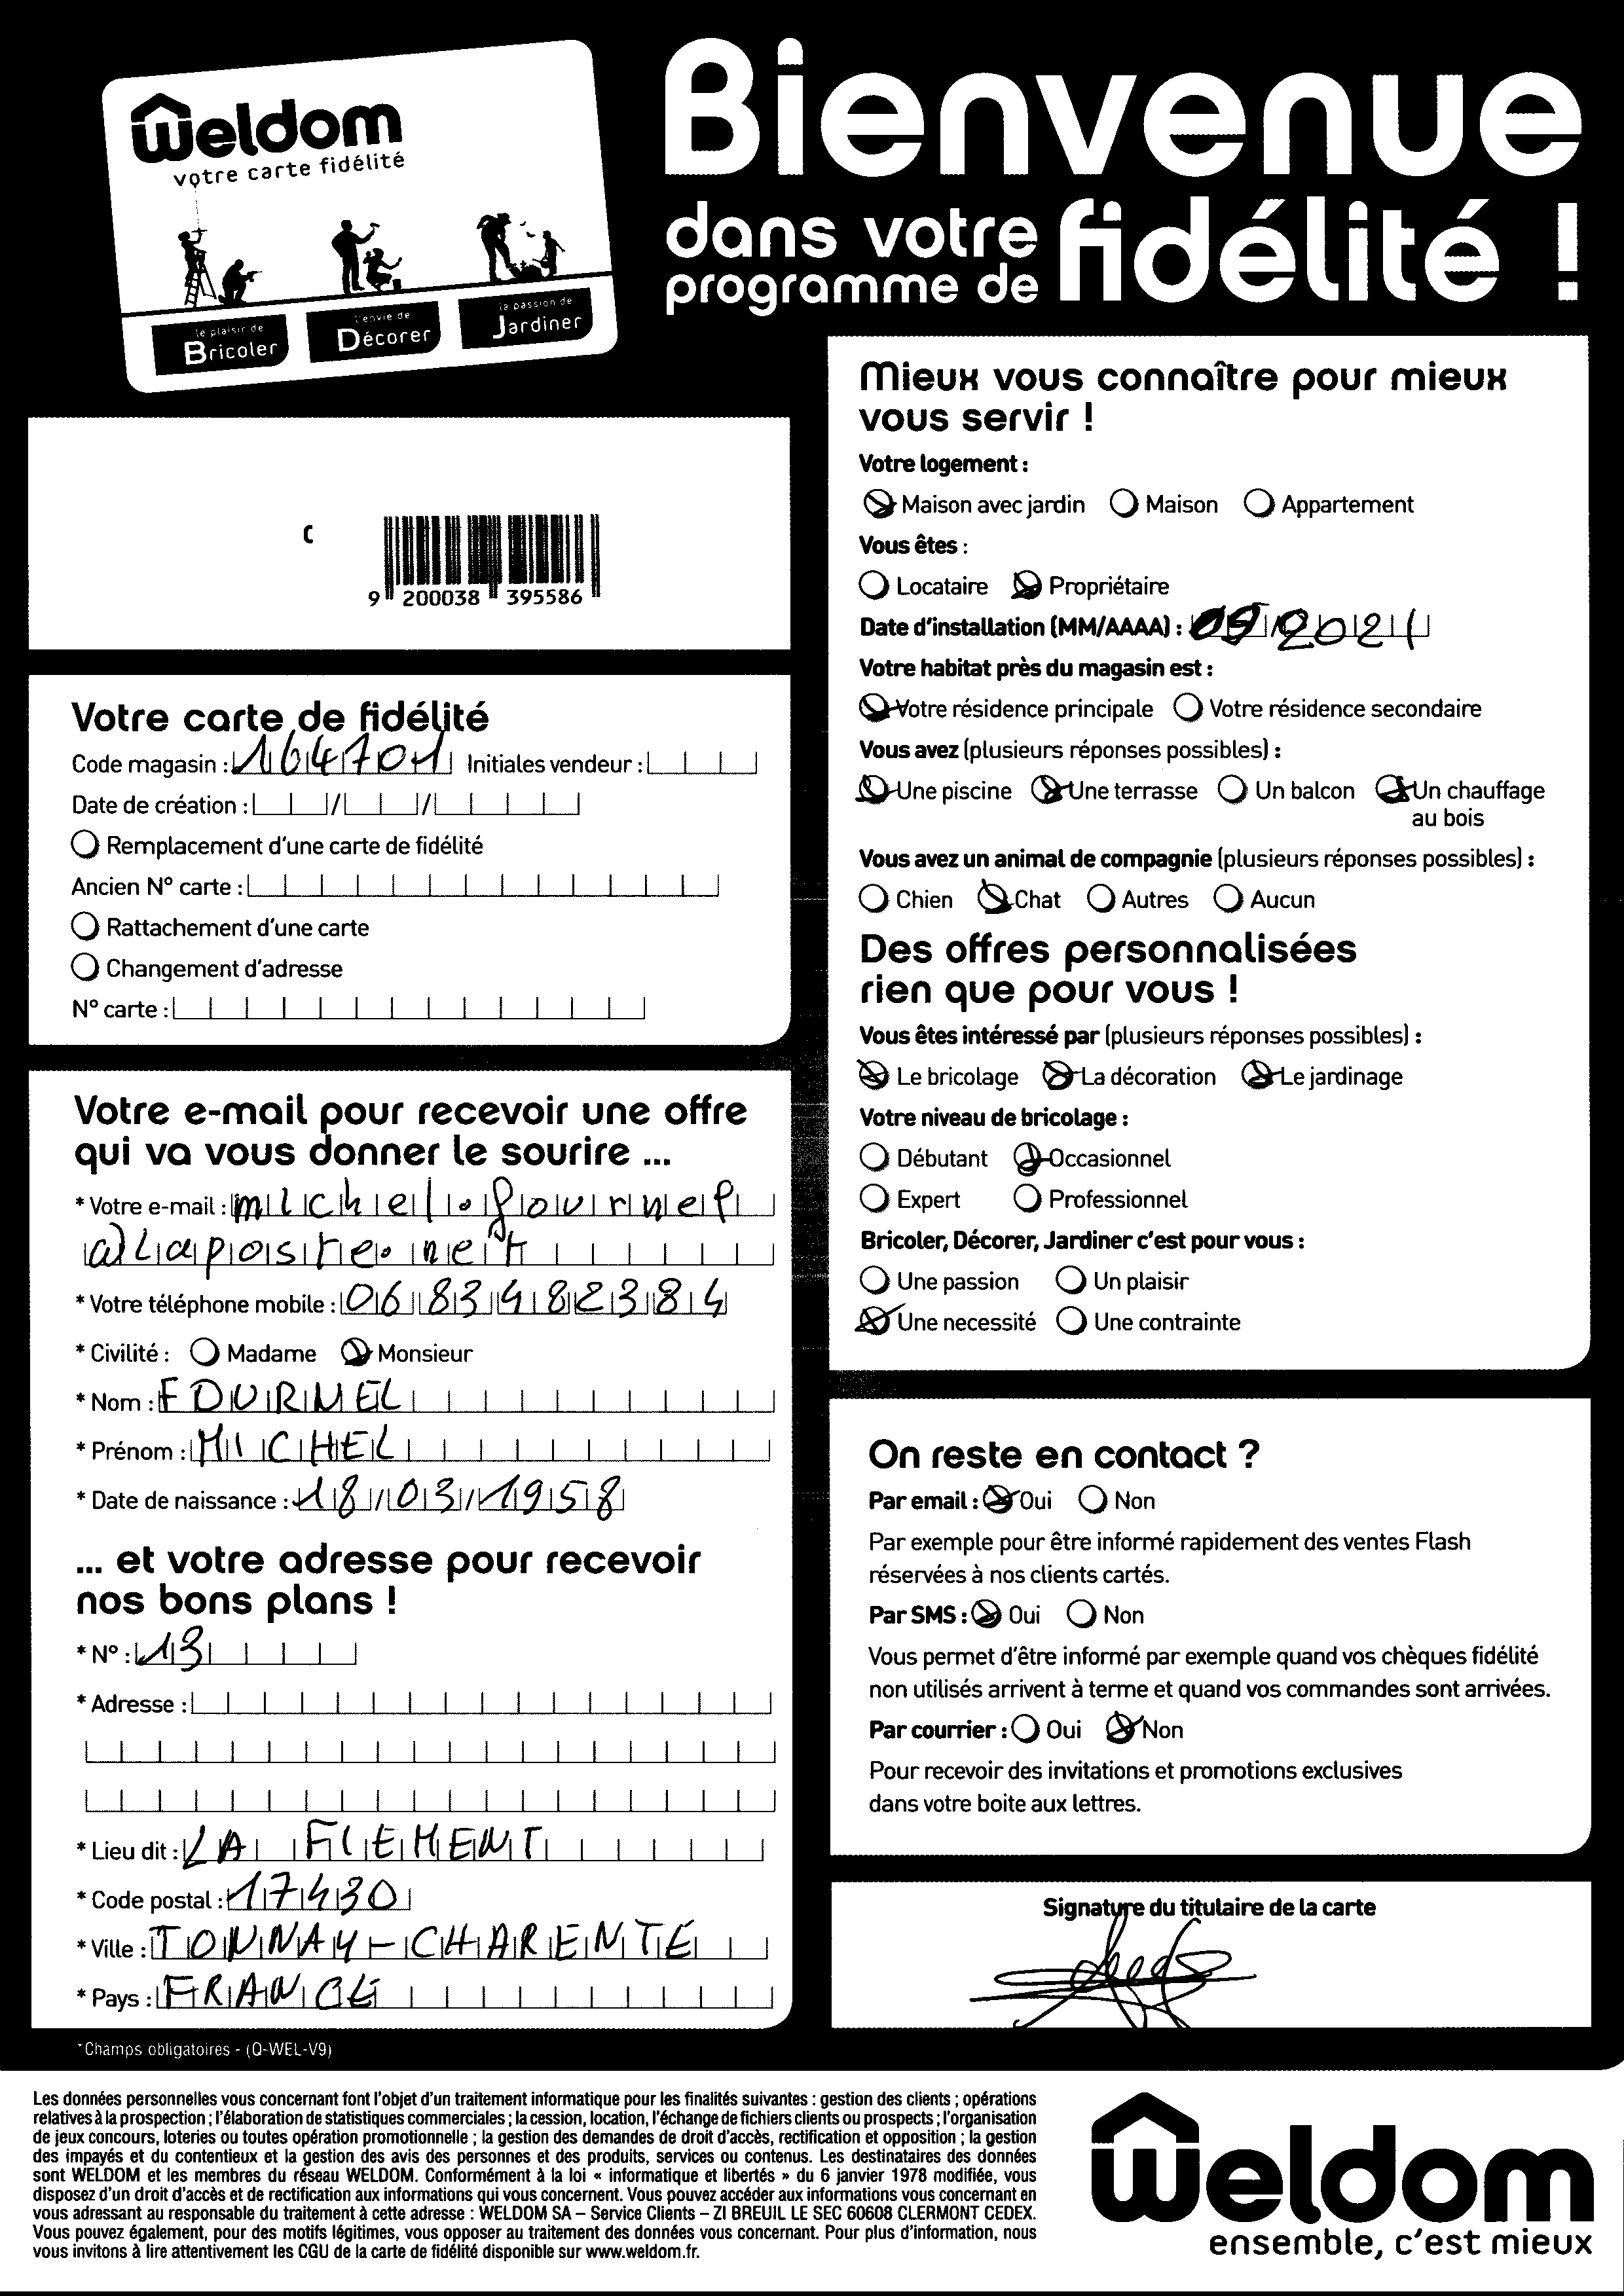 Weldom
votre carte fidélité
le plaisir de
Bricoler
l'envie de
Décorer
la passion de
Jardiner
Bienvenue
dans votre
programme de fidélité !
C
9 200038 395586
Votre carte de fidélité
Code magasin : 164701 Initiales vendeur :
Date de création : / /
Remplacement d'une carte de fidélité
Ancien N° carte :
Rattachement d'une carte
Changement d'adresse
N° carte :
Votre e-mail pour recevoir une offre
qui va vous donner le sourire ...
* Votre e-mail : michel.fournel
@laposte.net
* Votre téléphone mobile : 0683482384
* Civilité : Madame Monsieur
* Nom : FOURNEL
* Prénom : MICHEL
* Date de naissance : 18/03/1958
... et votre adresse pour recevoir
nos bons plans !
* N° : 13
* Adresse :
* Lieu dit : LA FLEMENT
* Code postal : 17430
* Ville : TONNAY-CHARENTE
* Pays : FRANCE
*Champs obligatoires - (Q-WEL-V9)
Mieux vous connaître pour mieux
vous servir !
Votre logement :
Maison avec jardin Maison Appartement
Vous êtes :
Locataire Propriétaire
Date d'installation (MM/AAAA) : 09/2021
Votre habitat près du magasin est :
Votre résidence principale Votre résidence secondaire
Vous avez (plusieurs réponses possibles) :
Une piscine Une terrasse Un balcon Un chauffage
au bois
Vous avez un animal de compagnie (plusieurs réponses possibles) :
Chien Chat Autres Aucun
Des offres personnalisées
rien que pour vous !
Vous êtes intéressé par (plusieurs réponses possibles) :
Le bricolage La décoration Le jardinage
Votre niveau de bricolage :
Débutant Occasionnel
Expert Professionnel
Bricoler, Décorer, Jardiner c'est pour vous :
Une passion Un plaisir
Une necessité Une contrainte
On reste en contact ?
Par email : Oui Non
Par exemple pour être informé rapidement des ventes Flash
réservées à nos clients cartés.
Par SMS : Oui Non
Vous permet d'être informé par exemple quand vos chèques fidélité
non utilisés arrivent à terme et quand vos commandes sont arrivées.
Par courrier : Oui Non
Pour recevoir des invitations et promotions exclusives
dans votre boite aux lettres.
Signature du titulaire de la carte
Les données personnelles vous concernant font l'objet d'un traitement informatique pour les finalités suivantes : gestion des clients ; opérations
relatives à la prospection ; l'élaboration de statistiques commerciales ; la cession, location, l'échange de fichiers clients ou prospects ; l'organisation
de jeux concours, loteries ou toutes opération promotionnelle ; la gestion des demandes de droit d'accès, rectification et opposition ; la gestion
des impayés et du contentieux et la gestion des avis des personnes et des produits, services ou contenus. Les destinataires des données
sont WELDOM et les membres du réseau WELDOM. Conformément à la loi « informatique et libertés » du 6 janvier 1978 modifiée, vous
disposez d'un droit d'accès et de rectification aux informations qui vous concernent. Vous pouvez accéder aux informations vous concernant en
vous adressant au responsable du traitement à cette adresse : WELDOM SA – Service Clients – ZI BREUIL LE SEC 60608 CLERMONT CEDEX.
Vous pouvez également, pour des motifs légitimes, vous opposer au traitement des données vous concernant. Pour plus d'information, nous
vous invitons à lire attentivement les CGU de la carte de fidélité disponible sur www.weldom.fr.
Weldom
ensemble, c'est mieux